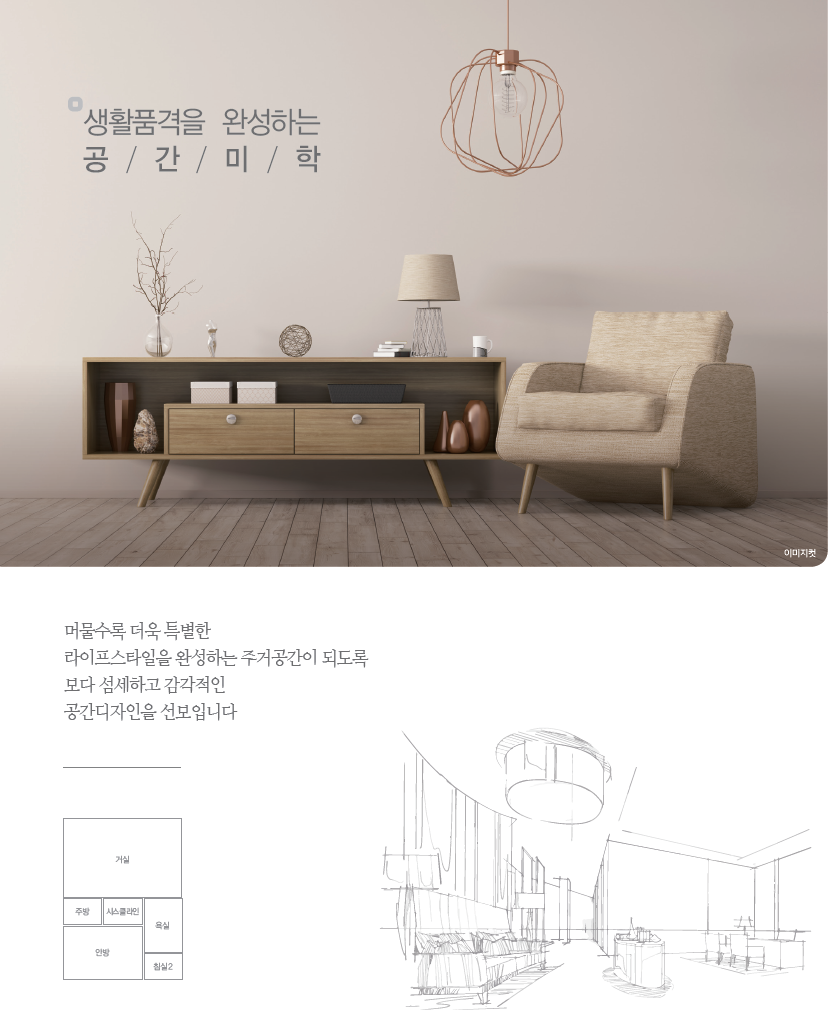 생활품격을 완성하는
공 / 간 / 미 / 학
이미지컷
머물수록 더욱 특별한
라이프스타일을 완성하는 주거공간이 되도록
보다 섬세하고 감각적인
공간디자인을 선보입니다
거실
주방
시스클라인
욕실
안방
침실2